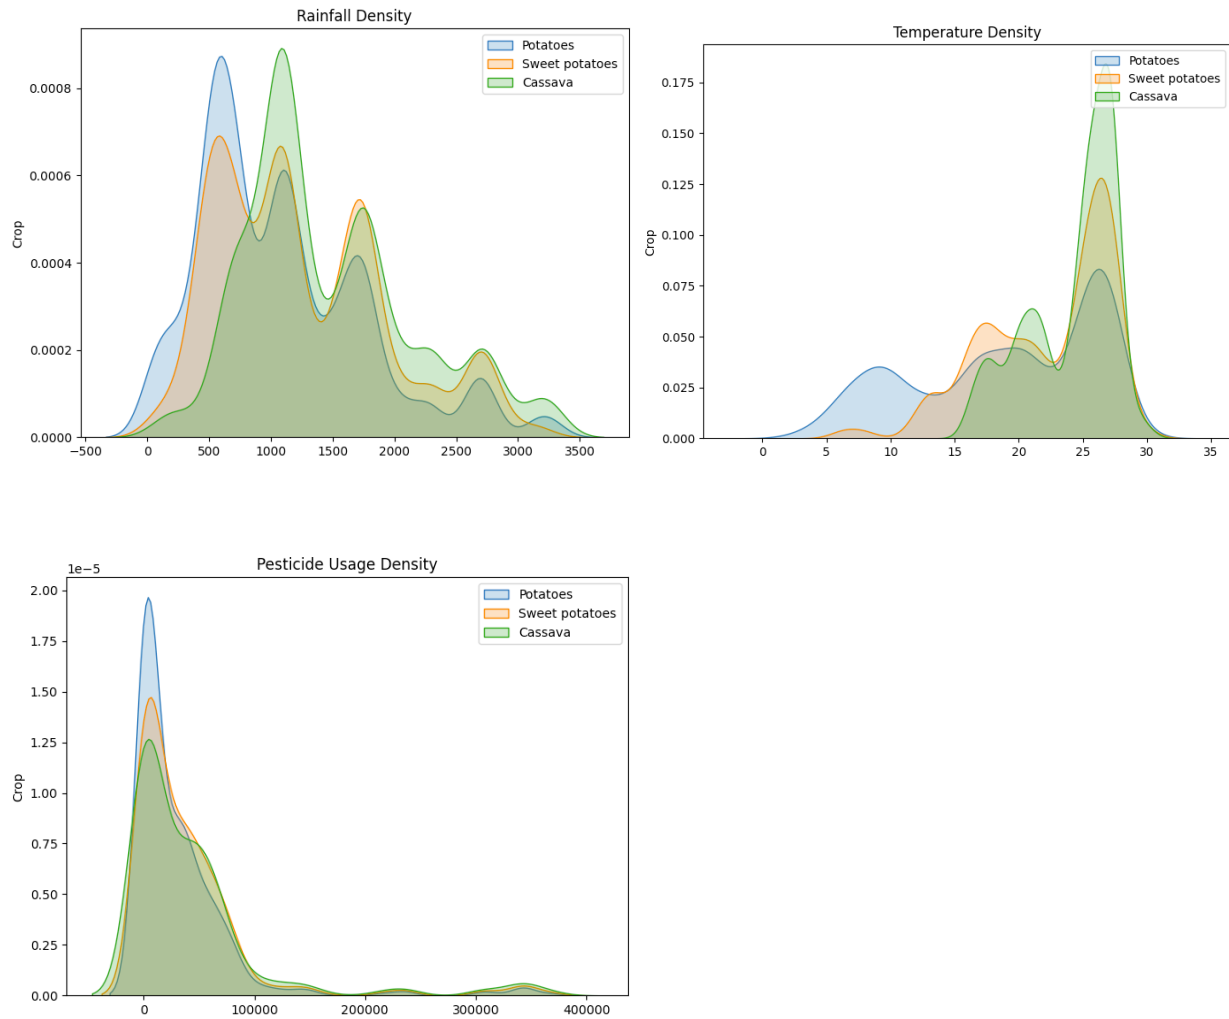 Rainfall Density
Potatoes
Sweet potatoes
Cassava
0.0008
0.0006
0.0004
0.0002
0.0000
Crop
−500 0 500 1000 1500 2000 2500 3000 3500
Temperature Density
Potatoes
Sweet potatoes
Cassava
0.175
0.150
0.125
0.100
0.075
0.050
0.025
0.000
Crop
0 5 10 15 20 25 30 35
Pesticide Usage Density
1e−5
Potatoes
Sweet potatoes
Cassava
2.00
1.75
1.50
1.25
1.00
0.75
0.50
0.25
0.00
Crop
0 100000 200000 300000 400000